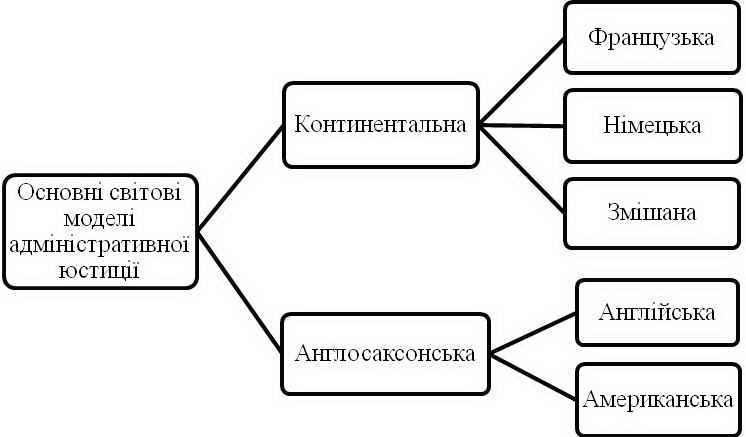 Основні світові
моделі
адміністративної
юстиції
Континентальна
Французька
Німецька
Змішана
Англосаксонська
Англійська
Американська